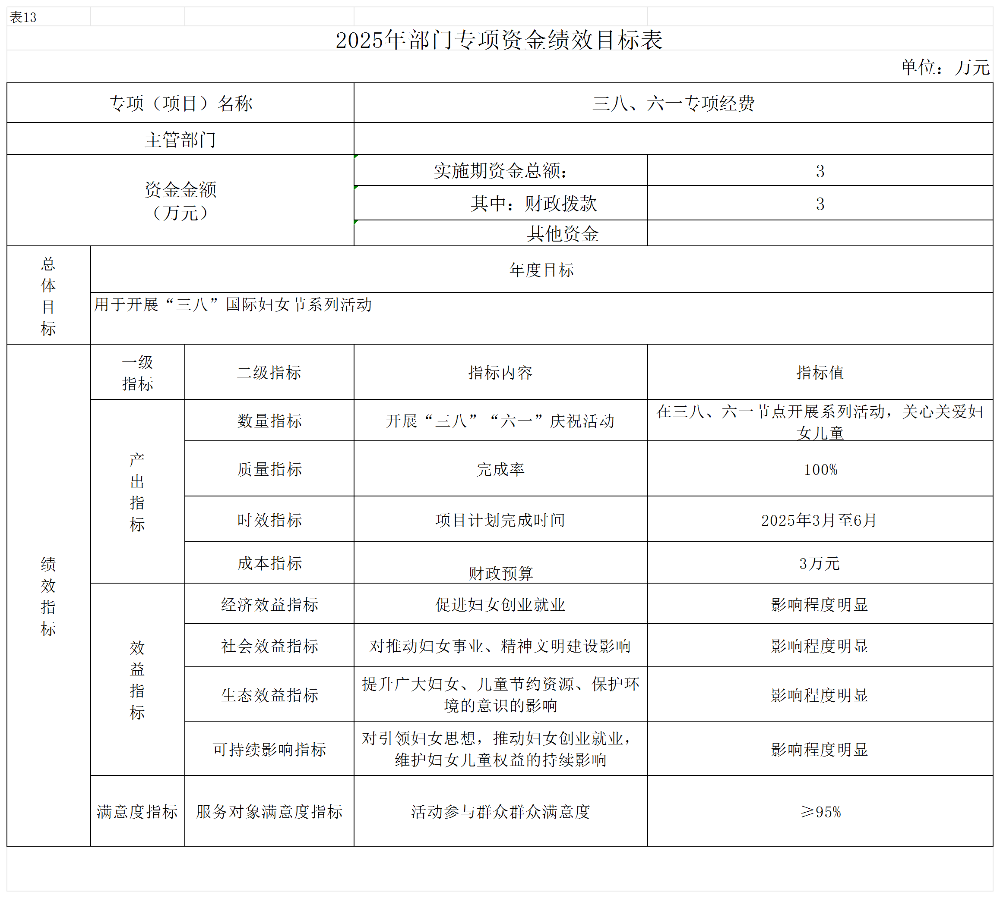 表13
2025年部门专项资金绩效目标表
单位：万元
专项（项目）名称 三八、六一专项经费
主管部门
资金金额
（万元）
实施期资金总额： 3
其中：财政拨款 3
其他资金
总体目标
年度目标
用于开展“三八”国际妇女节系列活动
绩效指标
一级
指标
二级指标 指标内容 指标值
产出指标
数量指标 开展“三八”“六一”庆祝活动 在三八、六一节点开展系列活动，关心关爱妇
女儿童
质量指标 完成率 100%
时效指标 项目计划完成时间 2025年3月至6月
成本指标 财政预算 3万元
效益指标
经济效益指标 促进妇女创业就业 影响程度明显
社会效益指标 对推动妇女事业、精神文明建设影响 影响程度明显
生态效益指标 提升广大妇女、儿童节约资源、保护环
境的意识的影响 影响程度明显
可持续影响指标 对引领妇女思想，推动妇女创业就业，
维护妇女儿童权益的持续影响 影响程度明显
满意度指标 服务对象满意度指标 活动参与群众群众满意度 ≥95%